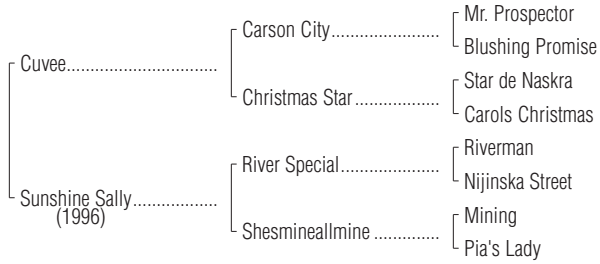 Mr. Prospector
Carson City..................
Blushing Promise
Cuvee..............................
Star de Naskra
Christmas Star.................
Carols Christmas
Riverman
River Special....................
Nijinska Street
Sunshine Sally.................
(1996)
Mining
Shesmineallmine .............
Pia's Lady